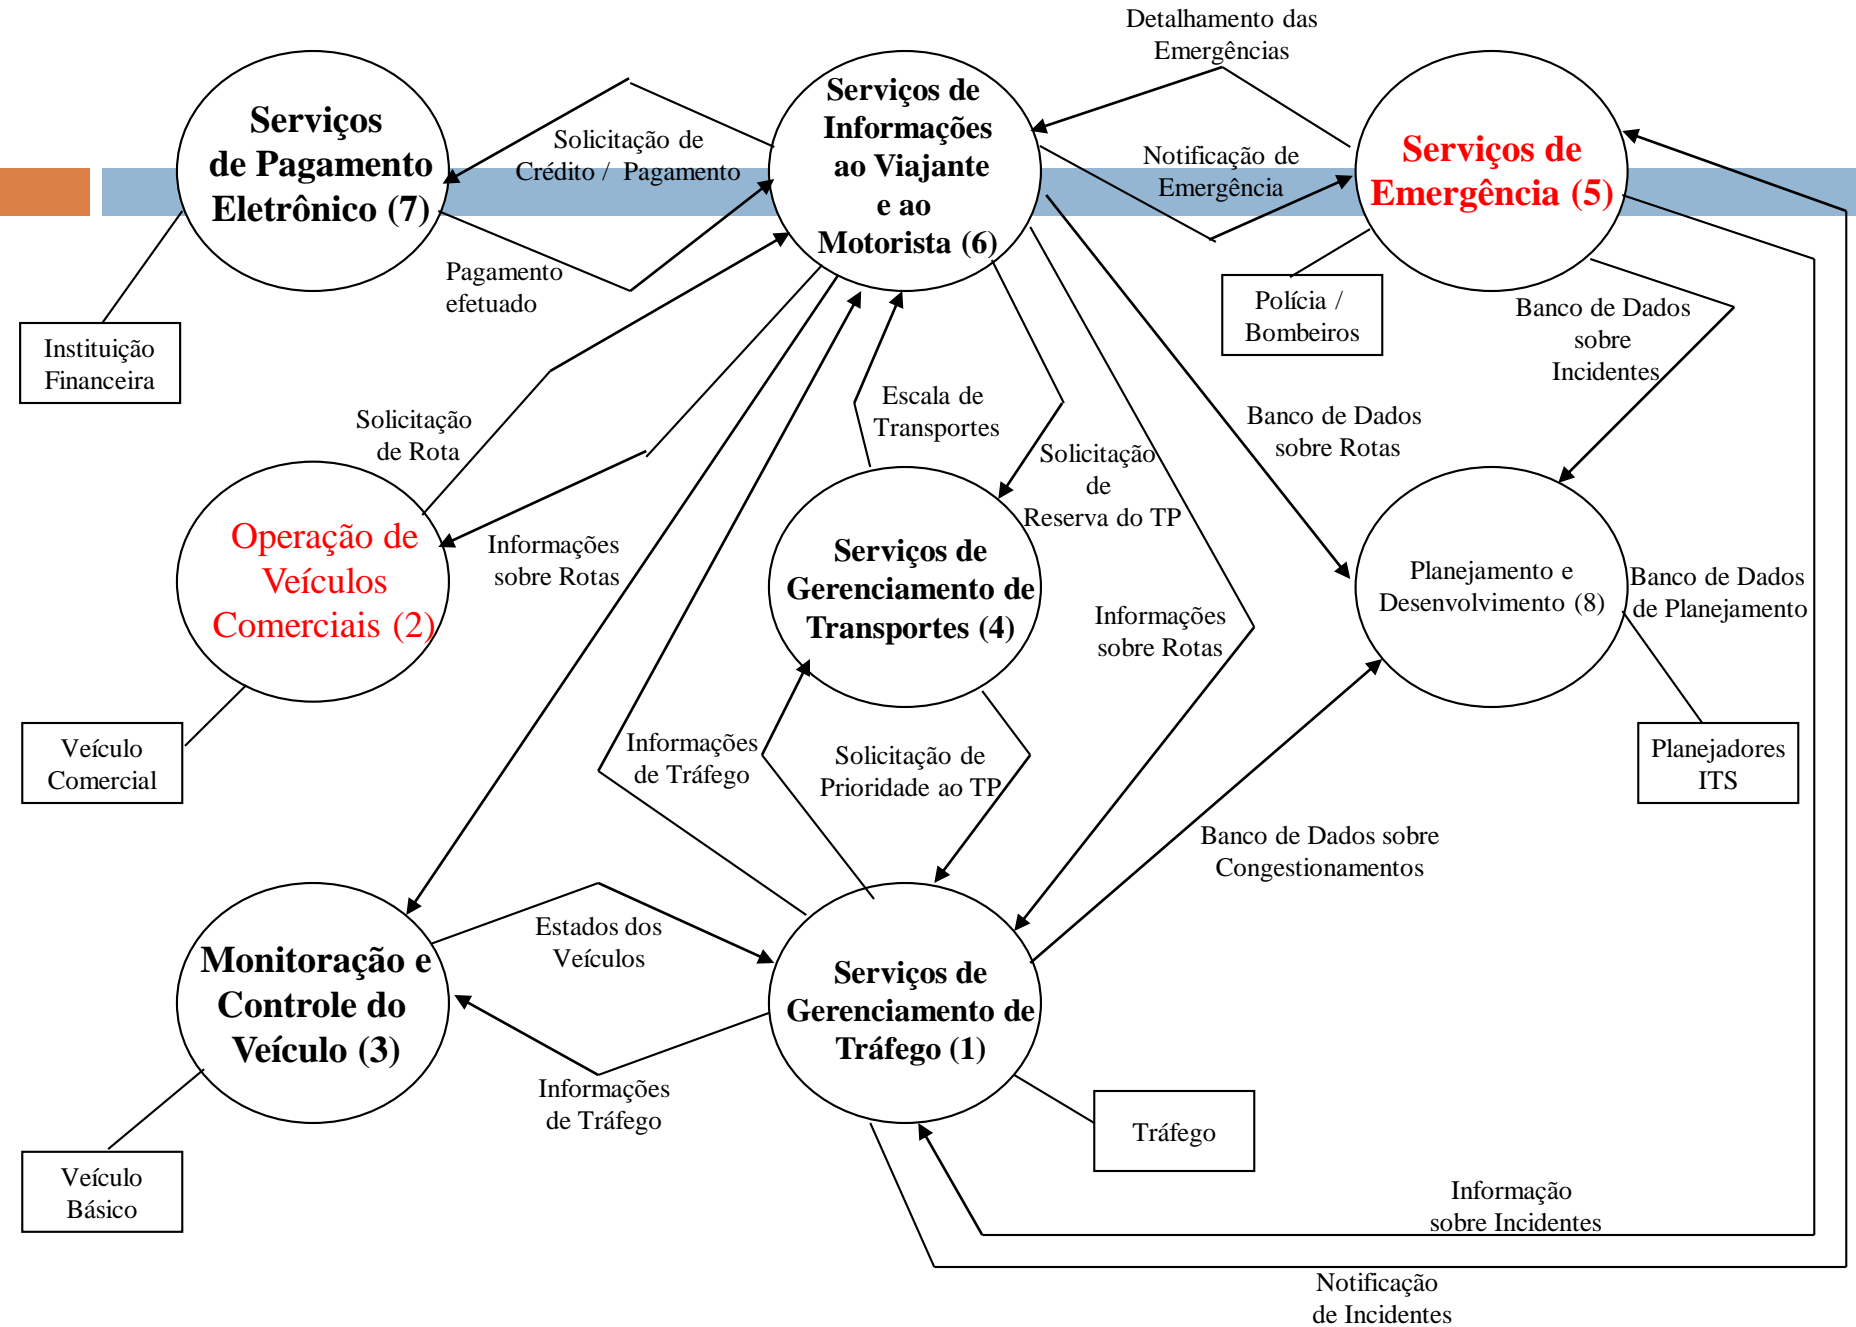 Detalhamento das
Emergências
Serviços
de Pagamento
Eletrônico (7)
Solicitação de
Crédito /  Pagamento
Serviços de
Informações
ao Viajante
e ao
Motorista (6)
Notificação de
Emergência
Serviços de
Emergência (5)
Pagamento
efetuado
Instituição
Financeira
Polícia /
Bombeiros
Banco de Dados
sobre
Incidentes
Solicitação
de Rota
Escala de
Transportes
Solicitação
de
Reserva do TP
Banco de Dados
sobre Rotas
Operação de
Veículos
Comerciais (2)
Informações
sobre Rotas
Serviços de
Gerenciamento de
Transportes (4)
Informações
sobre Rotas
Planejamento e
Desenvolvimento (8)
Banco de Dados
de Planejamento
Veículo
Comercial
Informações
de Tráfego
Solicitação de
Prioridade ao TP
Planejadores
ITS
Banco de Dados sobre
Congestionamentos
Monitoração e
Controle do
Veículo (3)
Estados dos
Veículos
Serviços de
Gerenciamento de
Tráfego (1)
Informações
de Tráfego
Tráfego
Veículo
Básico
Informação
sobre Incidentes
Notificação
de Incidentes